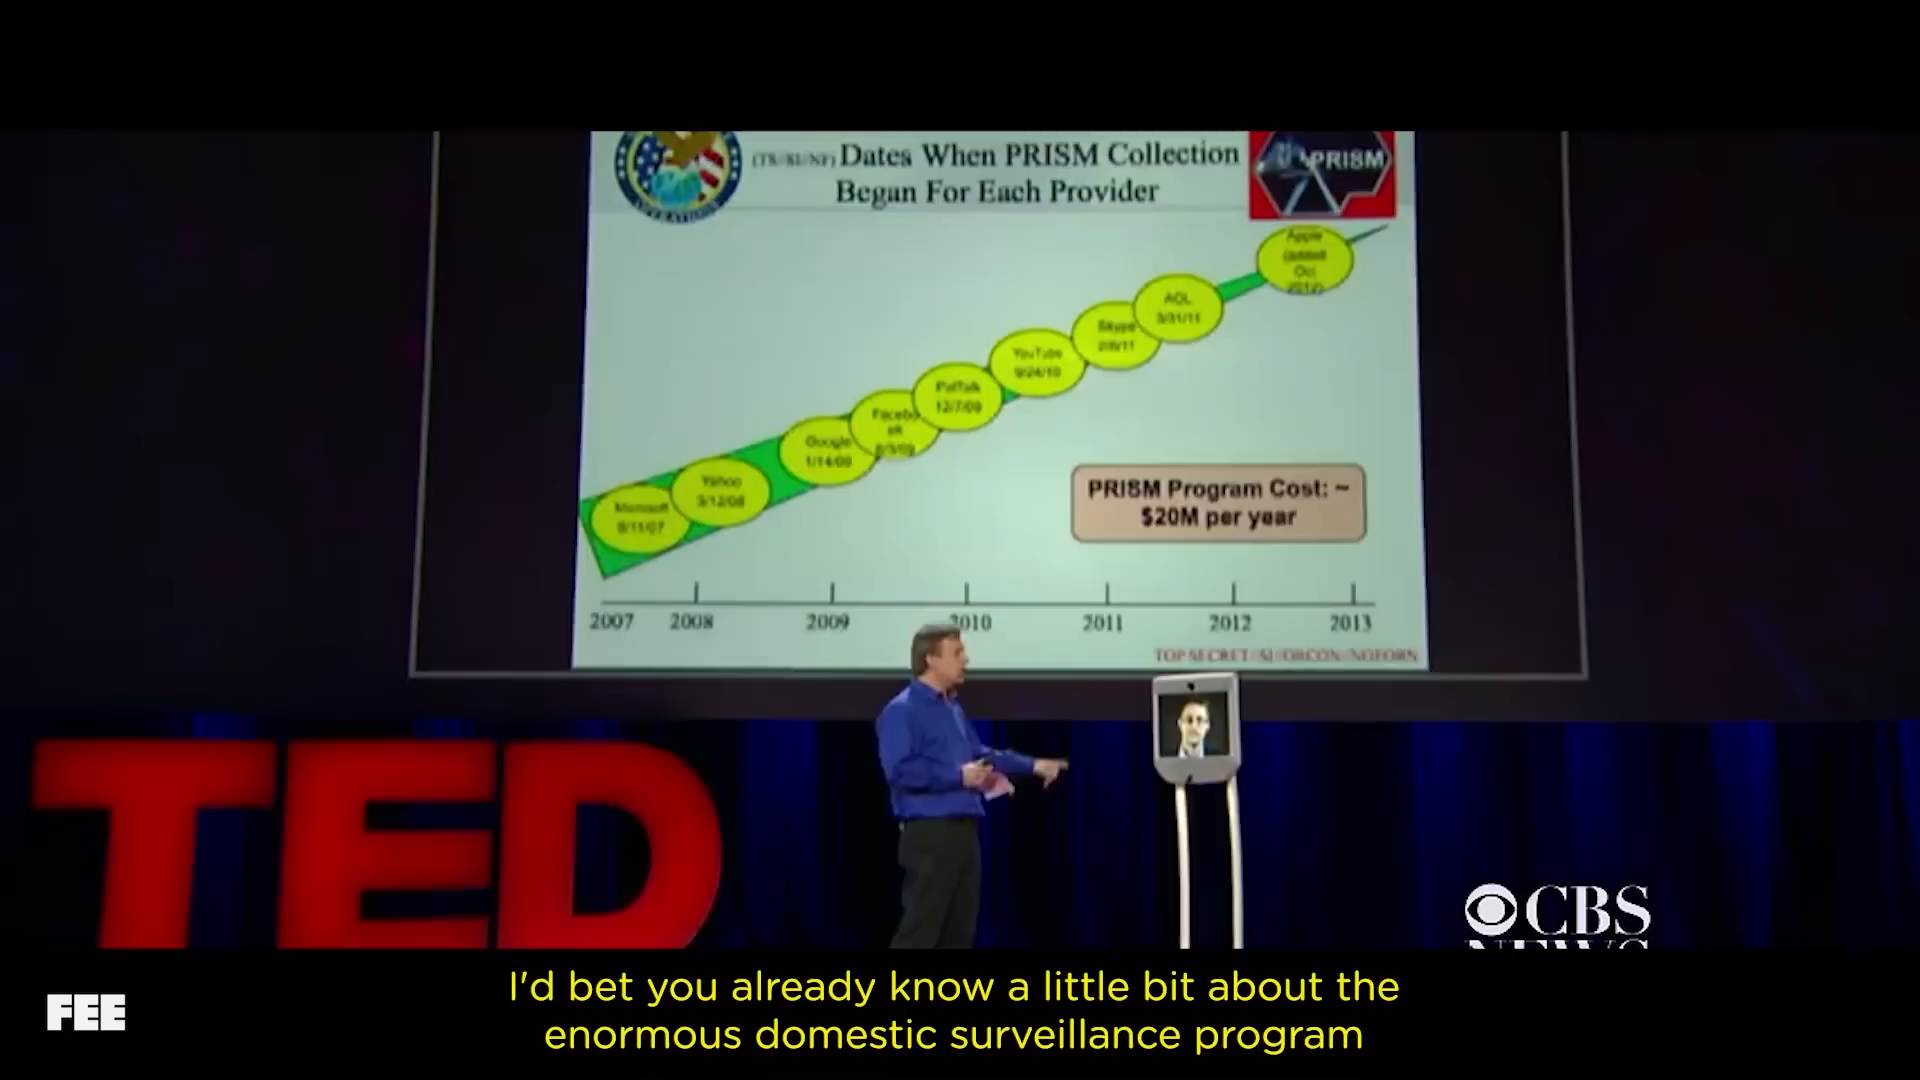 (TS//SI//NF) Dates When PRISM Collection
Began For Each Provider
PRISM
OPERATIONS
Apple
(added
Oct
2012)
AOL
3/31/11
Skype
2/6/11
YouTube
9/24/10
PalTalk
12/7/09
Facebo
ok
6/3/09
Google
1/14/09
Yahoo
3/12/08
Microsoft
9/11/07
PRISM Program Cost: ~
$20M per year
2007 2008 2009 2010 2011 2012 2013
TOP SECRET//SI//ORCON//NOFORN
TED
CBS
NEWS
FEE
I'd bet you already know a little bit about the
enormous domestic surveillance program